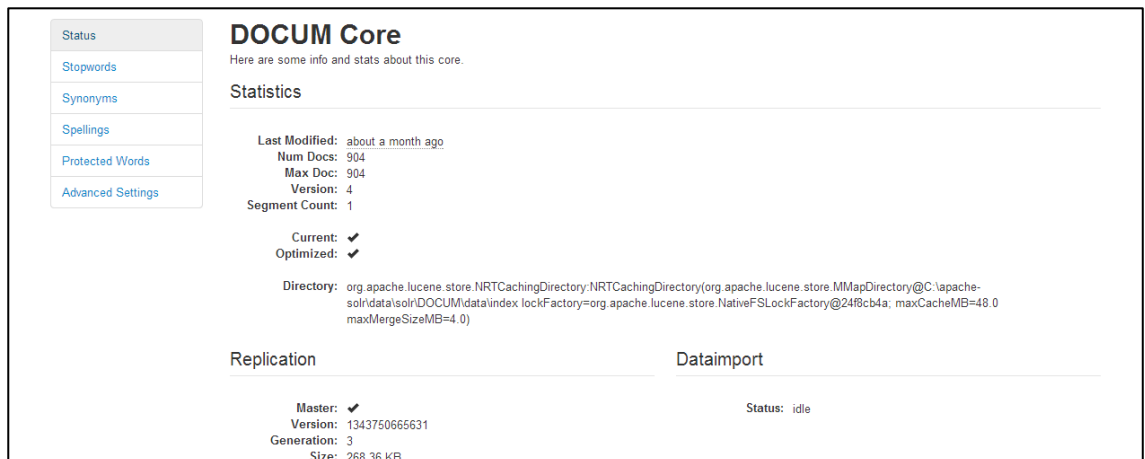 Status
Stopwords
Synonyms
Spellings
Protected Words
Advanced Settings
DOCUM Core
Here are some info and stats about this core.
Statistics
Last Modified: about a month ago
Num Docs: 904
Max Doc: 904
Version: 4
Segment Count: 1
Current: ✔
Optimized: ✔
Directory: org.apache.lucene.store.NRTCachingDirectory:NRTCachingDirectory(org.apache.lucene.store.MMapDirectory@C:\apache-
solr\data\solr\DOCUM\data\index lockFactory=org.apache.lucene.store.NativeFSLockFactory@24f8cb4a; maxCacheMB=48.0
maxMergeSizeMB=4.0)
Replication
Master: ✔
Version: 1343750665631
Generation: 3
Size: 268.36 KB
Dataimport
Status: idle